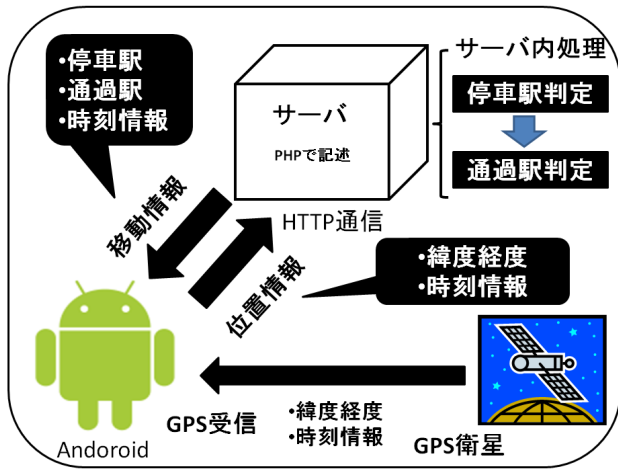 ・停車駅
・通過駅
・時刻情報
サーバ
PHPで記述
サーバ内処理
停車駅判定
通過駅判定
移動情報
HTTP通信
位置情報
・緯度経度
・時刻情報
Andoroid
GPS受信
・緯度経度
・時刻情報
GPS衛星